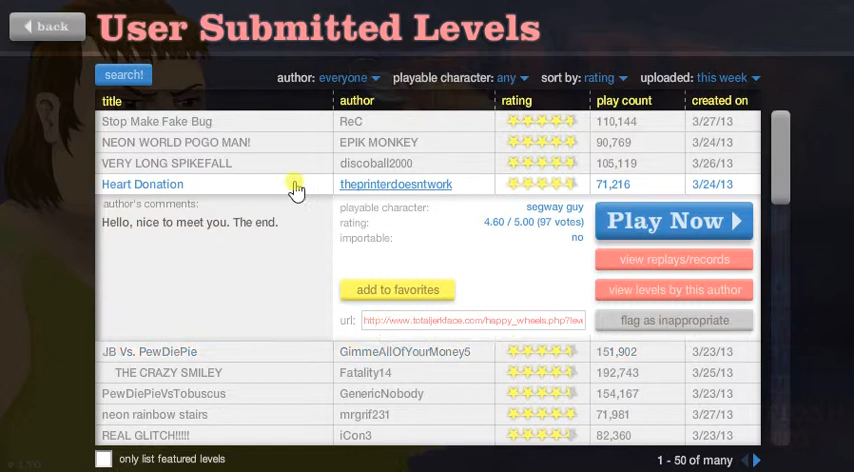 back
User Submitted Levels
search!
author: everyone
playable character: any
sort by: rating
uploaded: this week
title author rating play count created on
Stop Make Fake Bug ReC 110,144 3/27/13
NEON WORLD POGO MAN! EPIK MONKEY 90,769 3/24/13
VERY LONG SPIKEFALL discoball2000 105,119 3/26/13
Heart Donation theprinterdoesntwork 71,216 3/24/13
author's comments:
Hello, nice to meet you. The end.
playable character: segway guy
rating: 4.60 / 5.00 (97 votes)
importable: no
Play Now
view replays/records
add to favorites
view levels by this author
url: http://www.totaljerkface.com/happy_wheels.php?leve
flag as inappropriate
JB Vs. PewDiePie GimmeAllOfYourMoney5 151,902 3/23/13
THE CRAZY SMILEY Fatality14 192,743 3/25/13
PewDiePieVsTobuscus GenericNobody 154,167 3/23/13
neon rainbow stairs mrgrif231 71,981 3/27/13
REAL GLITCH!!!!! iCon3 82,360 3/23/13
only list featured levels
1 - 50 of many